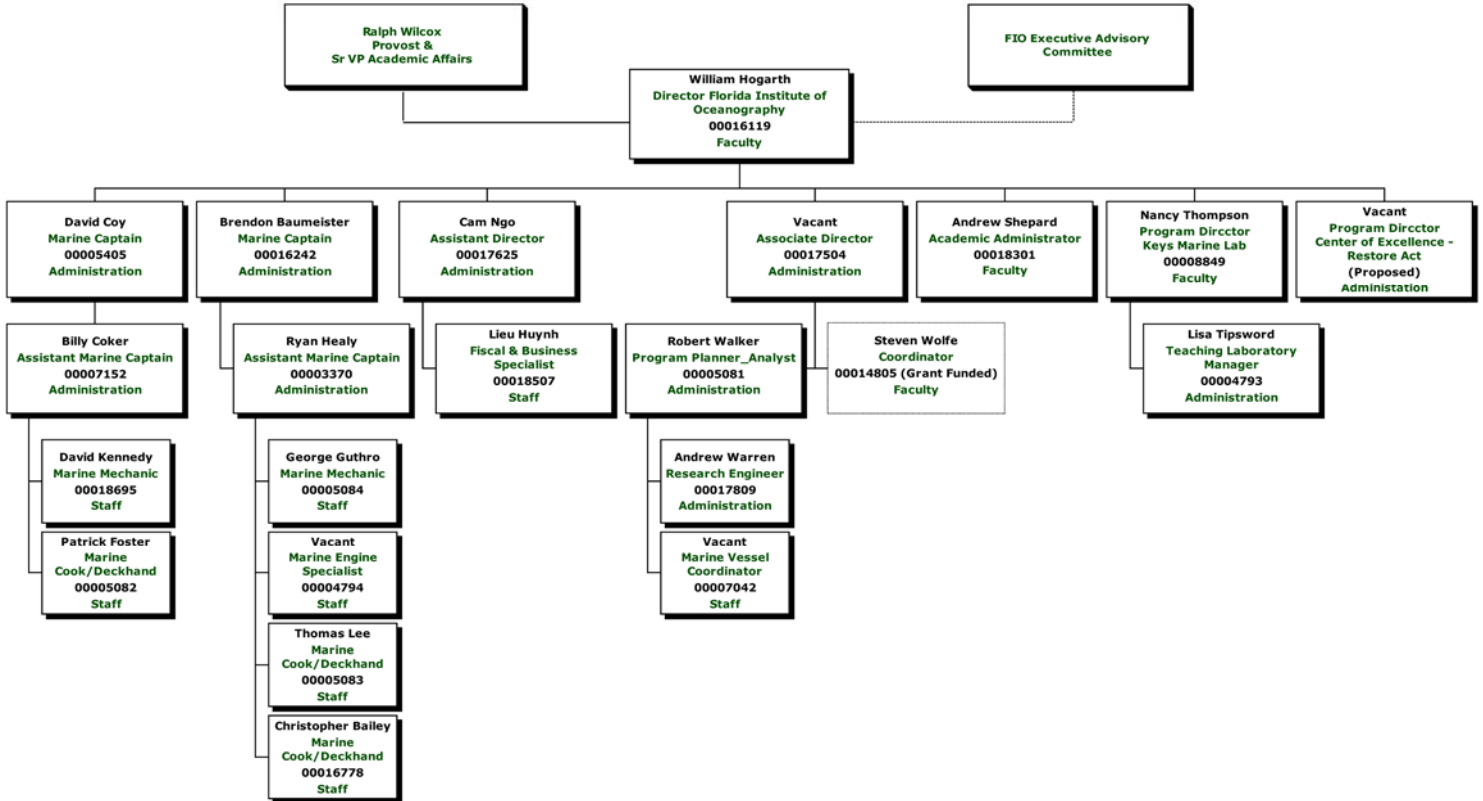 Ralph Wilcox
Provost &
Sr VP Academic Affairs
FIO Executive Advisory
Committee
William Hogarth
Director Florida Institute of
Oceanography
00016119
Faculty
David Coy
Marine Captain
00005405
Administration
Brendon Baumeister
Marine Captain
00016242
Administration
Cam Ngo
Assistant Director
00017625
Administration
Vacant
Associate Director
00017504
Administration
Andrew Shepard
Academic Administrator
00018301
Faculty
Nancy Thompson
Program Dircctor
Keys Marine Lab
00008849
Faculty
Vacant
Program Dircctor
Center of Excellence -
Restore Act
(Proposed)
Administation
Billy Coker
Assistant Marine Captain
00007152
Administration
Ryan Healy
Assistant Marine Captain
00003370
Administration
Lieu Huynh
Fiscal & Business
Specialist
00018507
Staff
Robert Walker
Program Planner_Analyst
00005081
Administration
Steven Wolfe
Coordinator
00014805 (Grant Funded)
Faculty
Lisa Tipsword
Teaching Laboratory
Manager
00004793
Administration
David Kennedy
Marine Mechanic
00018695
Staff
Patrick Foster
Marine
Cook/Deckhand
00005082
Staff
George Guthro
Marine Mechanic
00005084
Staff
Vacant
Marine Engine
Specialist
00004794
Staff
Thomas Lee
Marine
Cook/Deckhand
00005083
Staff
Christopher Bailey
Marine
Cook/Deckhand
00016778
Staff
Andrew Warren
Research Engineer
00017809
Administration
Vacant
Marine Vessel
Coordinator
00007042
Staff